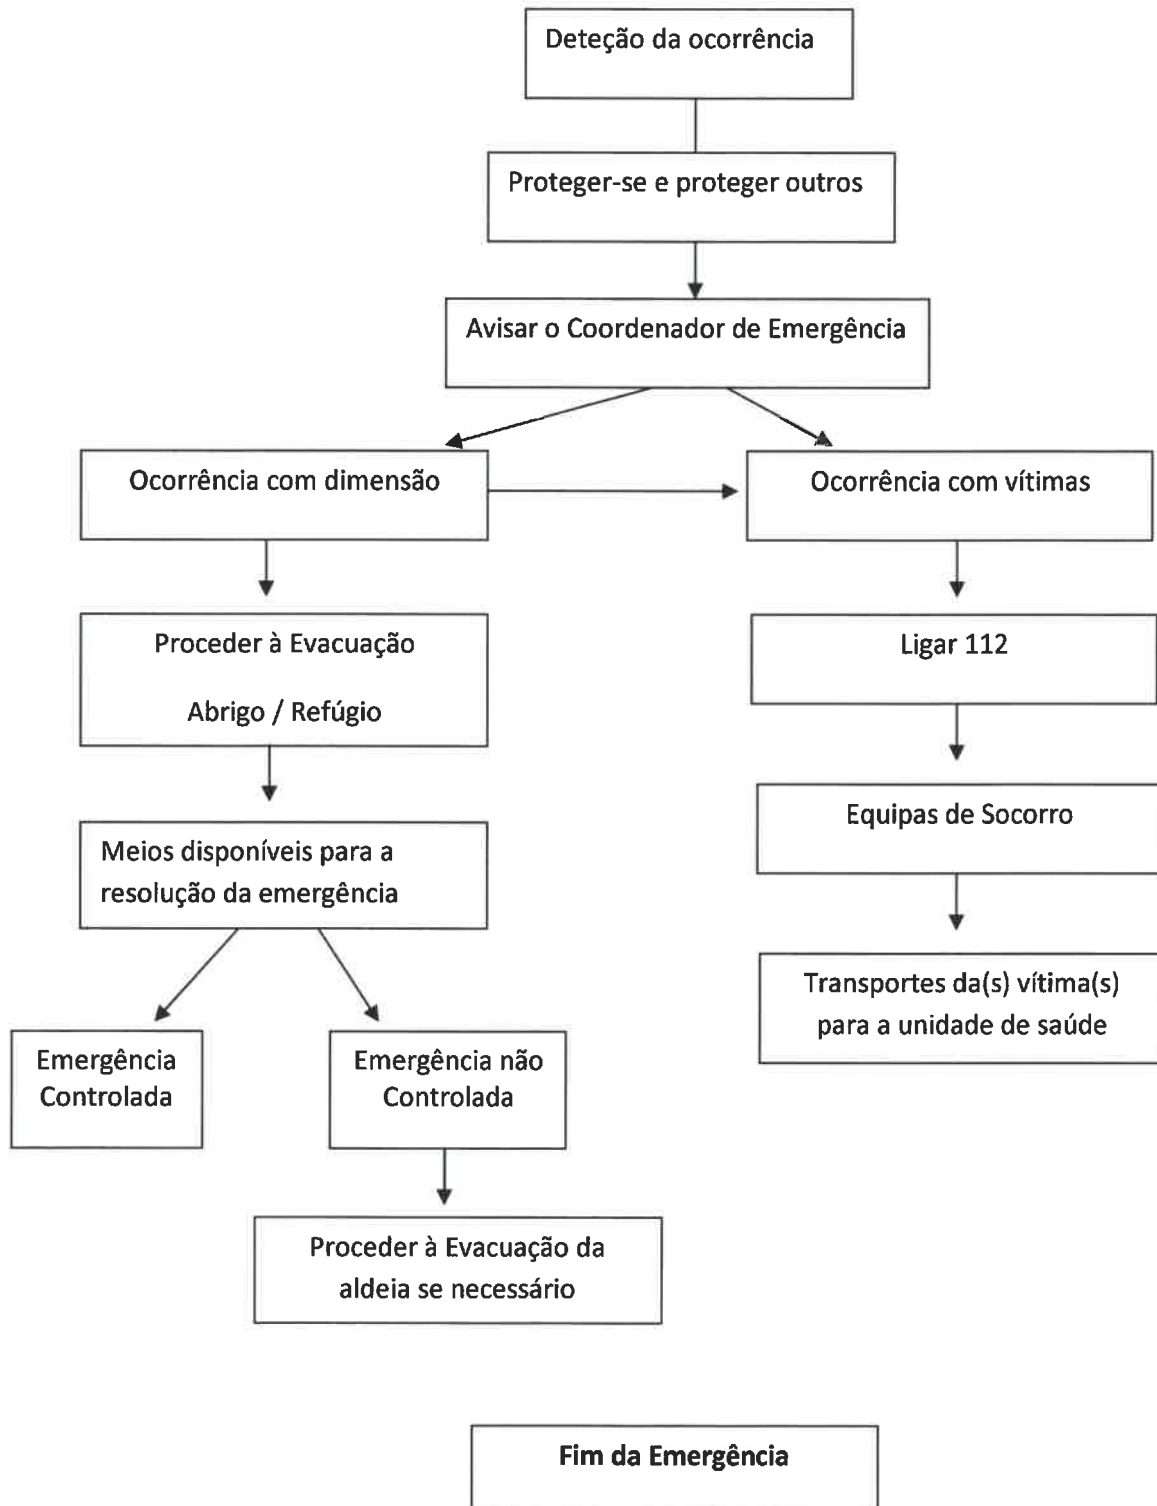 Deteção da ocorrência
Proteger-se e proteger outros
Avisar o Coordenador de Emergência
Ocorrência com dimensão
Ocorrência com vítimas
Proceder à Evacuação
Abrigo / Refúgio
Ligar 112
Equipas de Socorro
Meios disponíveis para a
resolução da emergência
Transportes da(s) vítima(s)
para a unidade de saúde
Emergência
Controlada
Emergência não
Controlada
Proceder à Evacuação da
aldeia se necessário
Fim da Emergência